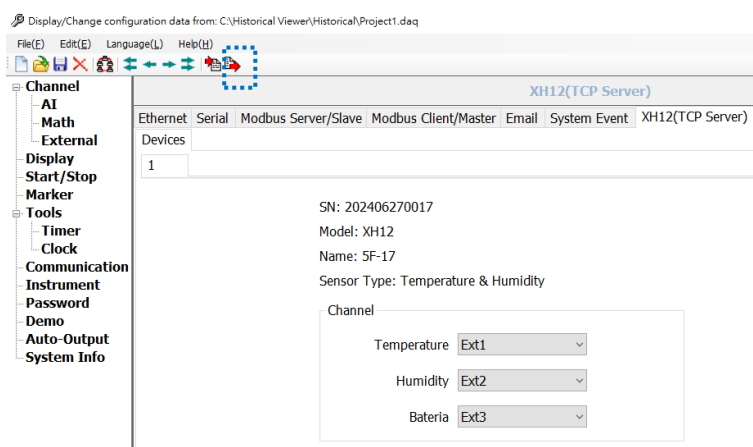 Display/Change configuration data from: C:\Historical Viewer\Historical\Project1.daq
File(F) Edit(E) Language(L) Help(H)
Channel
AI
Math
External
Display
Start/Stop
Marker
Tools
Timer
Clock
Communication
Instrument
Password
Demo
Auto-Output
System Info
XH12(TCP Server)
Ethernet Serial Modbus Server/Slave Modbus Client/Master Email System Event XH12(TCP Server)
Devices
1
SN: 202406270017
Model: XH12
Name: 5F-17
Sensor Type: Temperature & Humidity
Channel
Temperature Ext1
Humidity Ext2
Bateria Ext3